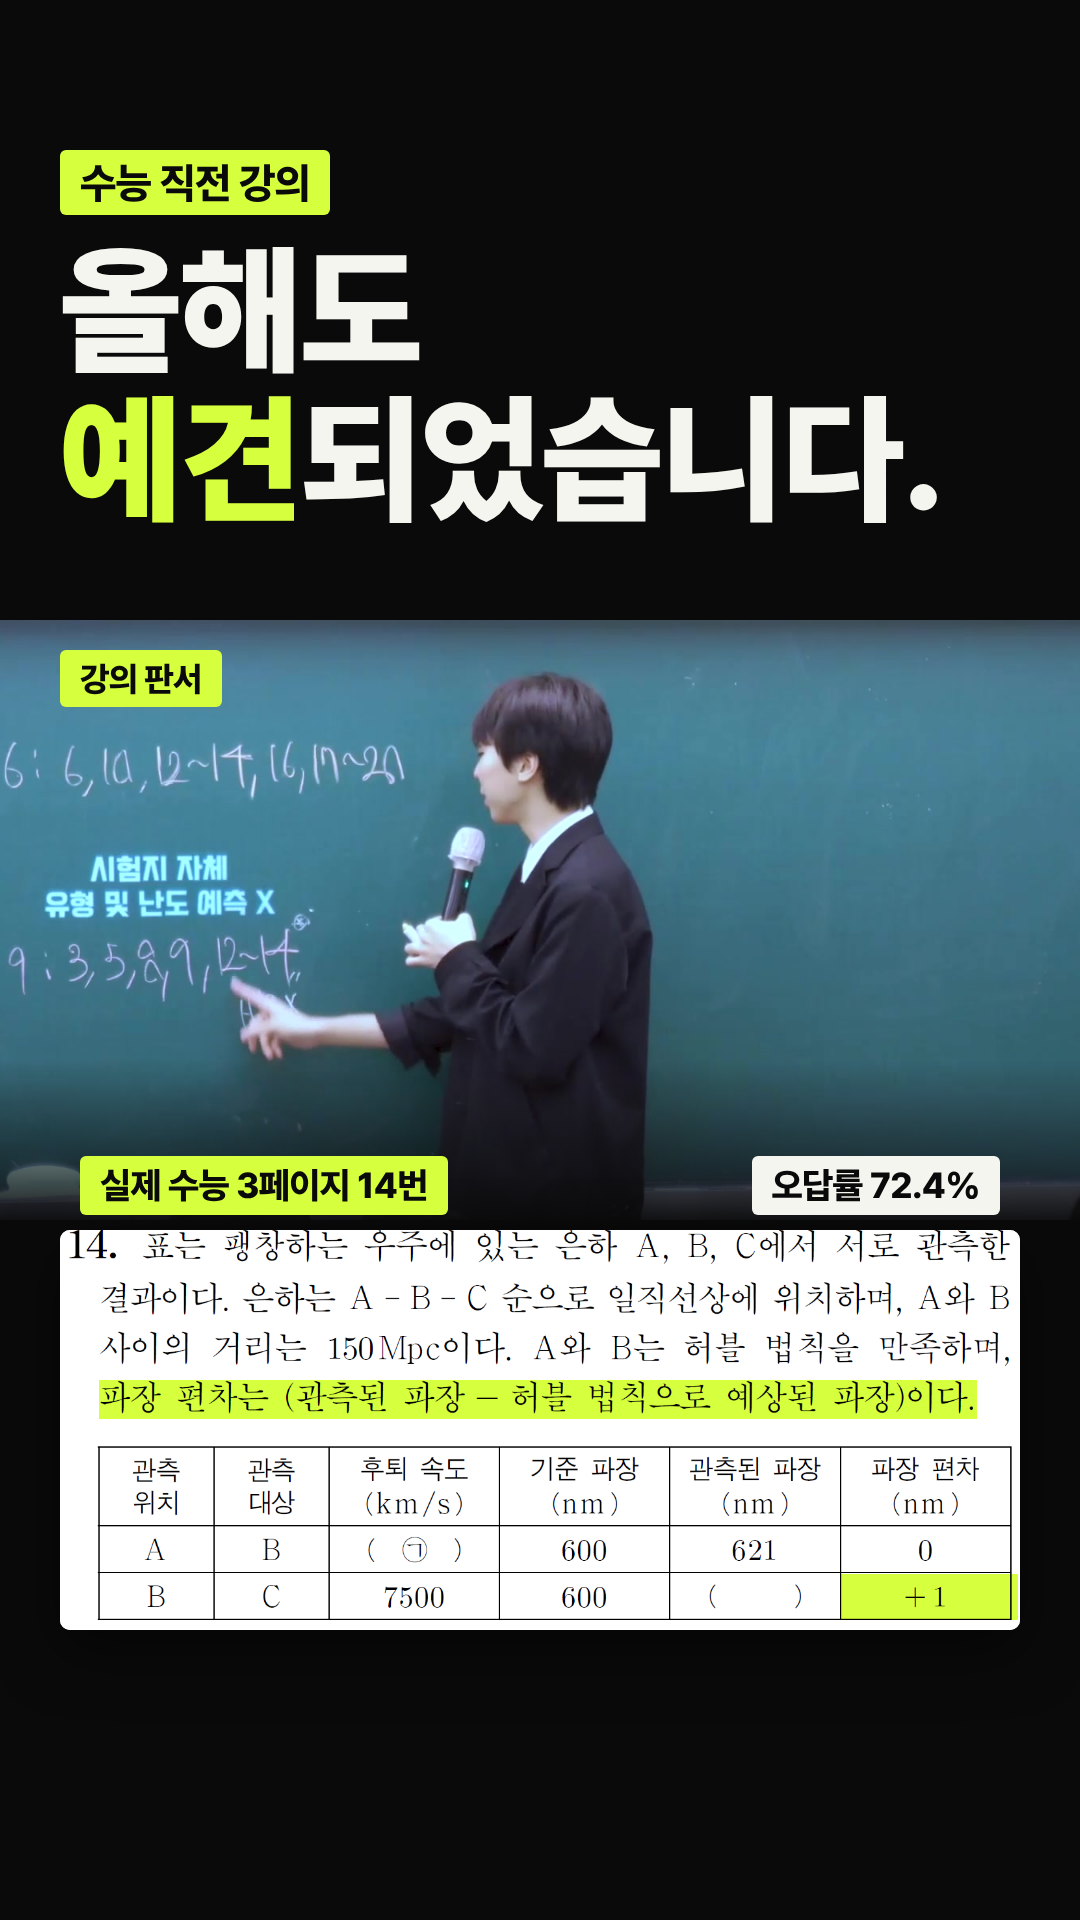 수능 직전 강의
올해도
예견되었습니다.
강의 판서
6 : 6, 10, 12~14, 16, 17~20
시험지 자체
유형 및 난도 예측 X
9 : 3, 5, 8, 9, 12~14
실제 수능 3페이지 14번
오답률 72.4%
14. 표는 팽창하는 우주에 있는 은하 A, B, C에서 서로 관측한
결과이다. 은하는 A - B - C 순으로 일직선상에 위치하며, A와 B
사이의 거리는 150 Mpc이다. A와 B는 허블 법칙을 만족하며,
파장 편차는 (관측된 파장 – 허블 법칙으로 예상된 파장)이다.
관측 위치 관측 대상 후퇴 속도 (km/s) 기준 파장 (nm) 관측된 파장 (nm) 파장 편차 (nm)
A B ( ㉠ ) 600 621 0
B C 7500 600 ( ) +1